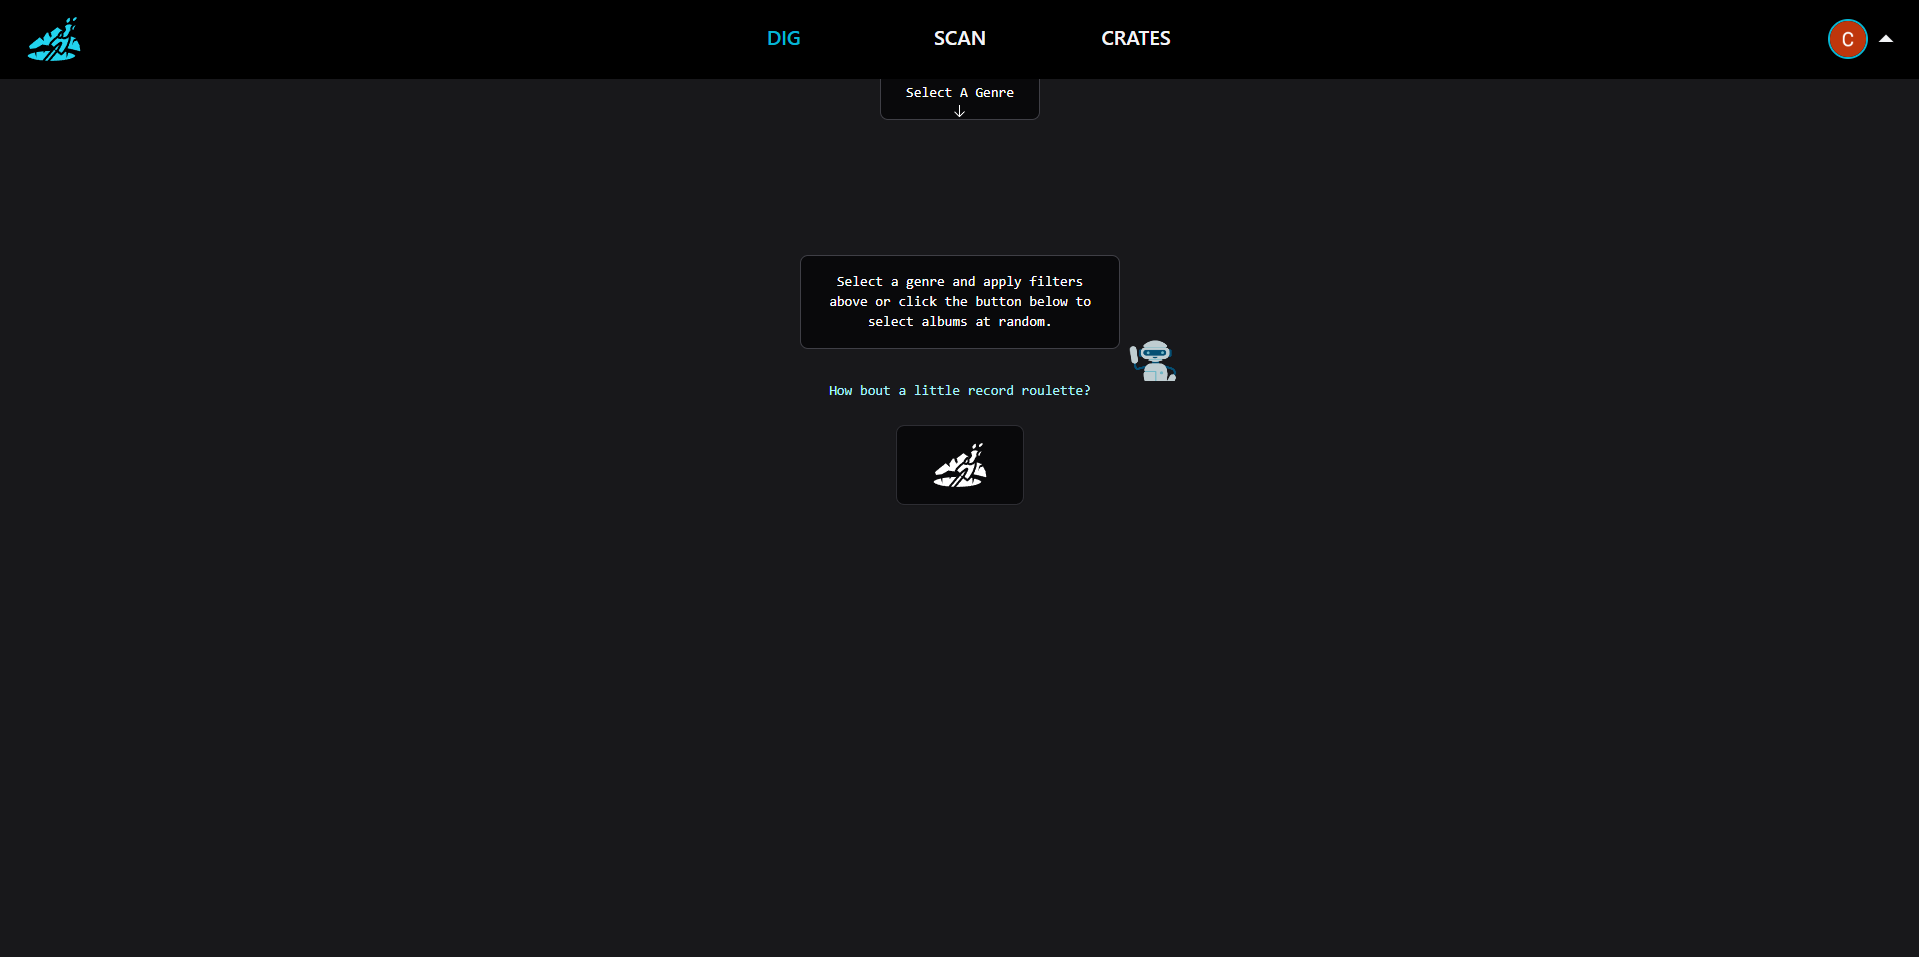 DIG
SCAN
CRATES
C
Select A Genre
Select a genre and apply filters
above or click the button below to
select albums at random.
How bout a little record roulette?